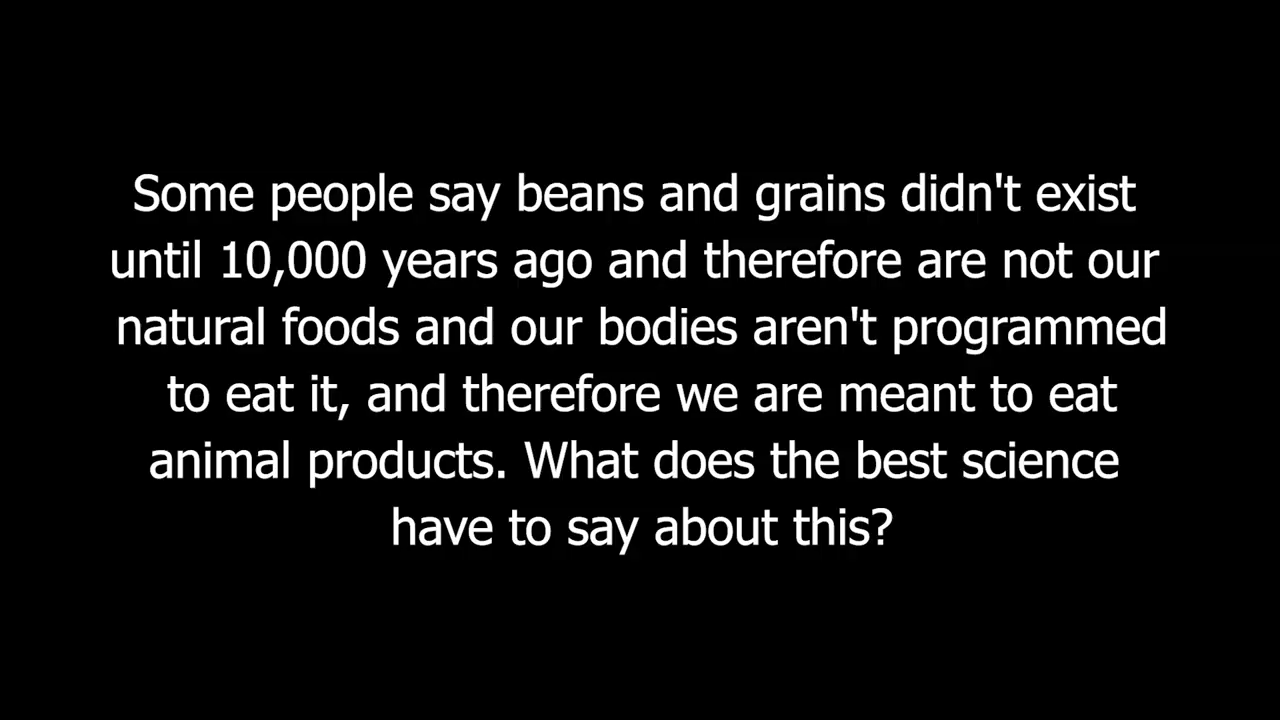 Some people say beans and grains didn't exist
until 10,000 years ago and therefore are not our
natural foods and our bodies aren't programmed
to eat it, and therefore we are meant to eat
animal products. What does the best science
have to say about this?